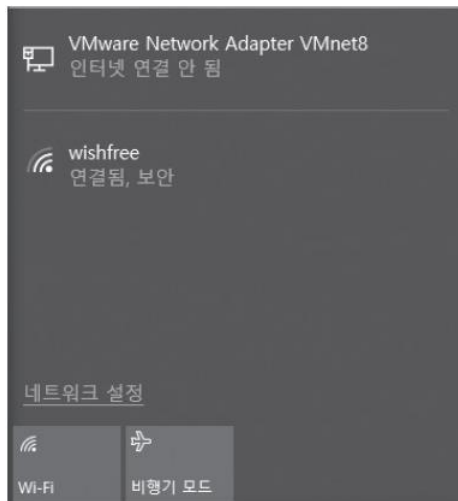 VMware Network Adapter VMnet8
인터넷 연결 안 됨
wishfree
연결됨, 보안
네트워크 설정
Wi-Fi
비행기 모드